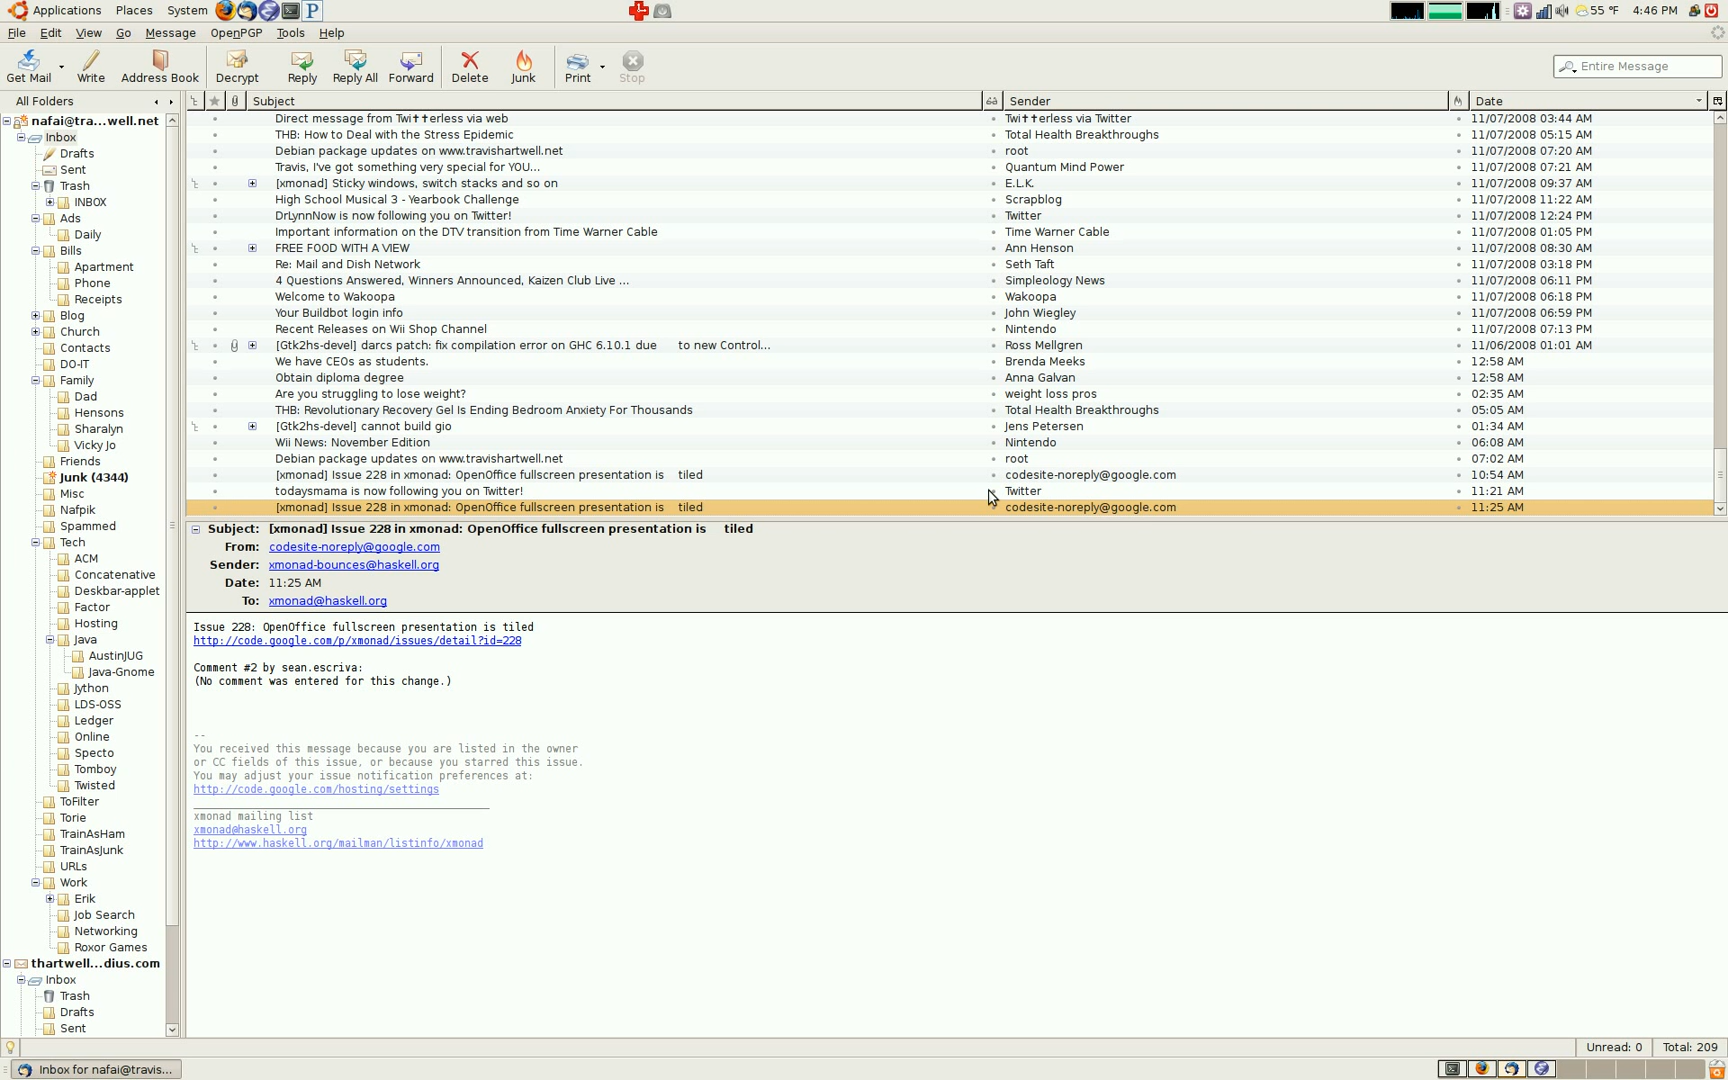 Applications Places System 55 °F 4:46 PM
File Edit View Go Message OpenPGP Tools Help
Get Mail Write Address Book Decrypt Reply Reply All Forward Delete Junk Print Stop Entire Message
All Folders
nafai@tra...well.net
Inbox
Drafts
Sent
Trash
INBOX
Ads
Daily
Bills
Apartment
Phone
Receipts
Blog
Church
Contacts
DO-IT
Family
Dad
Hensons
Sharalyn
Vicky Jo
Friends
Junk (4344)
Misc
Nafpik
Spammed
Tech
ACM
Concatenative
Deskbar-applet
Factor
Hosting
Java
AustinJUG
Java-Gnome
Jython
LDS-OSS
Ledger
Online
Specto
Tomboy
Twisted
ToFilter
Torie
TrainAsHam
TrainAsJunk
URLs
Work
Erik
Job Search
Networking
Roxor Games
thartwell...dius.com
Inbox
Trash
Drafts
Sent
Subject Sender Date
Direct message from Twi✝✝erless via web Twi✝✝erless via Twitter 11/07/2008 03:44 AM
THB: How to Deal with the Stress Epidemic Total Health Breakthroughs 11/07/2008 05:15 AM
Debian package updates on www.travishartwell.net root 11/07/2008 07:20 AM
Travis, I've got something very special for YOU... Quantum Mind Power 11/07/2008 07:21 AM
[xmonad] Sticky windows, switch stacks and so on E.L.K. 11/07/2008 09:37 AM
High School Musical 3 - Yearbook Challenge Scrapblog 11/07/2008 11:22 AM
DrLynnNow is now following you on Twitter! Twitter 11/07/2008 12:24 PM
Important information on the DTV transition from Time Warner Cable Time Warner Cable 11/07/2008 01:05 PM
FREE FOOD WITH A VIEW Ann Henson 11/07/2008 08:30 AM
Re: Mail and Dish Network Seth Taft 11/07/2008 03:18 PM
4 Questions Answered, Winners Announced, Kaizen Club Live ... Simpleology News 11/07/2008 06:11 PM
Welcome to Wakoopa Wakoopa 11/07/2008 06:18 PM
Your Buildbot login info John Wiegley 11/07/2008 06:59 PM
Recent Releases on Wii Shop Channel Nintendo 11/07/2008 07:13 PM
[Gtk2hs-devel] darcs patch: fix compilation error on GHC 6.10.1 due to new Control... Ross Mellgren 11/06/2008 01:01 AM
We have CEOs as students. Brenda Meeks 12:58 AM
Obtain diploma degree Anna Galvan 12:58 AM
Are you struggling to lose weight? weight loss pros 02:35 AM
THB: Revolutionary Recovery Gel Is Ending Bedroom Anxiety For Thousands Total Health Breakthroughs 05:05 AM
[Gtk2hs-devel] cannot build gio Jens Petersen 01:34 AM
Wii News: November Edition Nintendo 06:08 AM
Debian package updates on www.travishartwell.net root 07:02 AM
[xmonad] Issue 228 in xmonad: OpenOffice fullscreen presentation is tiled codesite-noreply@google.com 10:54 AM
todaysmama is now following you on Twitter! Twitter 11:21 AM
[xmonad] Issue 228 in xmonad: OpenOffice fullscreen presentation is tiled codesite-noreply@google.com 11:25 AM
Subject: [xmonad] Issue 228 in xmonad: OpenOffice fullscreen presentation is tiled
From: codesite-noreply@google.com
Sender: xmonad-bounces@haskell.org
Date: 11:25 AM
To: xmonad@haskell.org
Issue 228: OpenOffice fullscreen presentation is tiled
http://code.google.com/p/xmonad/issues/detail?id=228
Comment #2 by sean.escriva:
(No comment was entered for this change.)
--
You received this message because you are listed in the owner
or CC fields of this issue, or because you starred this issue.
You may adjust your issue notification preferences at:
http://code.google.com/hosting/settings
xmonad mailing list
xmonad@haskell.org
http://www.haskell.org/mailman/listinfo/xmonad
Unread: 0 Total: 209
Inbox for nafai@travis...